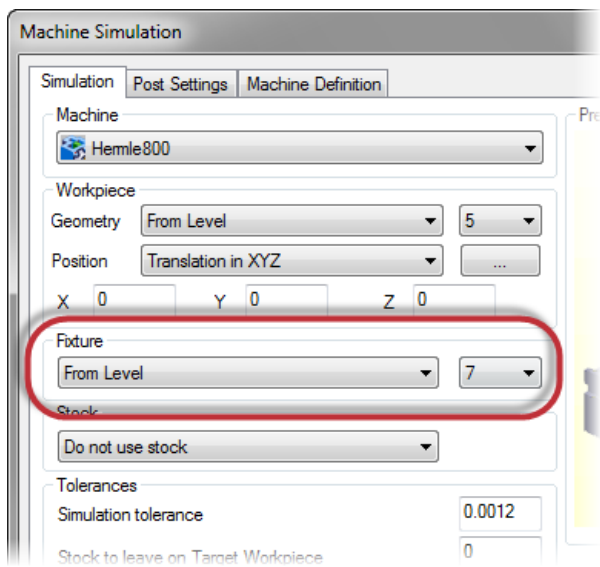 Machine Simulation
Simulation Post Settings Machine Definition
Machine
Hermle800
Workpiece
Geometry From Level 5
Position Translation in XYZ ...
X 0 Y 0 Z 0
Fixture
From Level 7
Stock
Do not use stock
Tolerances
Simulation tolerance 0.0012
Stock to leave on Target Workpiece 0